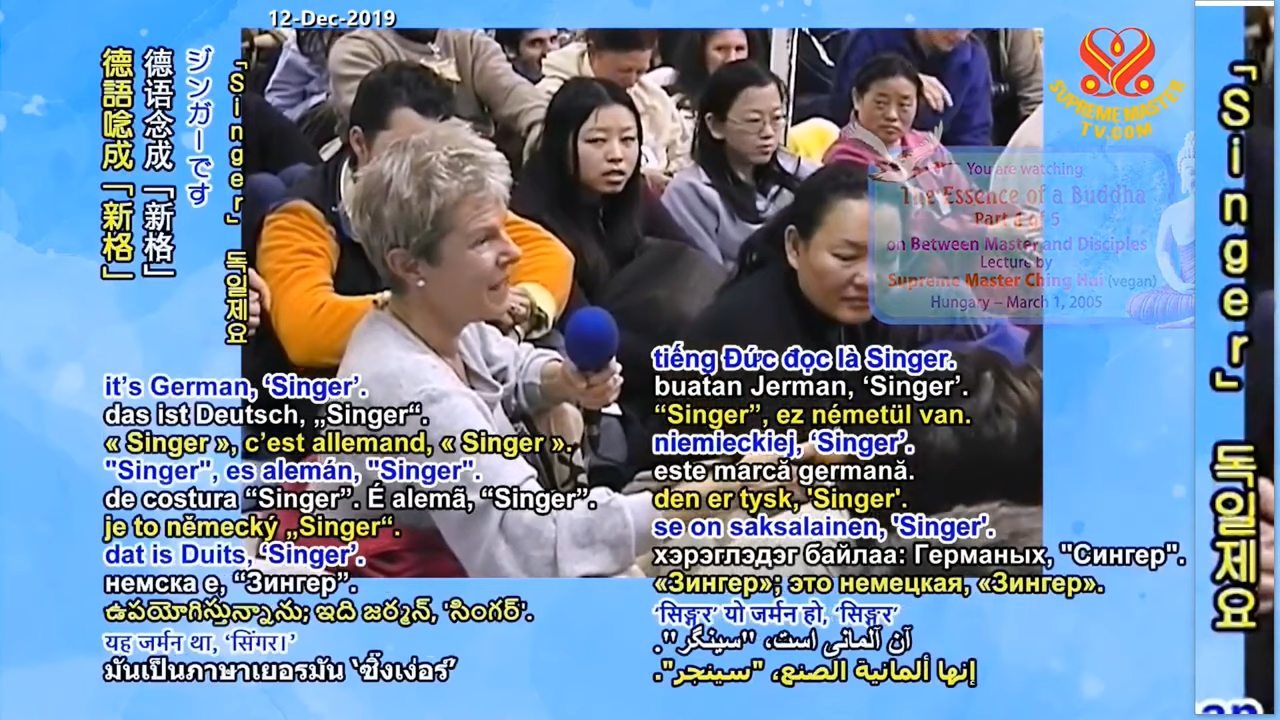 12-Dec-2019
「Singer」 독일제요
ジンガーです
德语念成「新格」
德語唸成「新格」
SUPREME MASTER
TV.COM
You are watching
The Essence of a Buddha
Part 4 of 5
on Between Master and Disciples
Lecture by
Supreme Master Ching Hai (vegan)
Hungary – March 1, 2005
it’s German, ‘Singer’.
das ist Deutsch, „Singer“.
« Singer », c’est allemand, « Singer ».
"Singer", es alemán, "Singer".
de costura “Singer”. É alemã, “Singer”.
je to německý „Singer“.
dat is Duits, ‘Singer’.
немска е, “Зингер”.
ఉపయోగిస్తున్నాను; ఇది జర్మన్, 'సింగర్'.
यह जर्मन था, ‘सिंगर।’
มันเป็นภาษาเยอรมัน ‘ซิ๊งเง่อร์’
tiếng Đức đọc là Singer.
buatan Jerman, ‘Singer’.
“Singer”, ez németül van.
niemieckiej, ‘Singer’.
este marcă germană.
den er tysk, 'Singer'.
se on saksalainen, 'Singer'.
хэрэглэдэг байлаа: Германых, "Сингер".
«Зингер»; это немецкая, «Зингер».
‘सिङ्गर’ यो जर्मन हो, ‘सिङ्गर’
آن آلمانی است، "سینگر".
إنها ألمانية الصنع، "سينجر".
「Singer」 독일제요